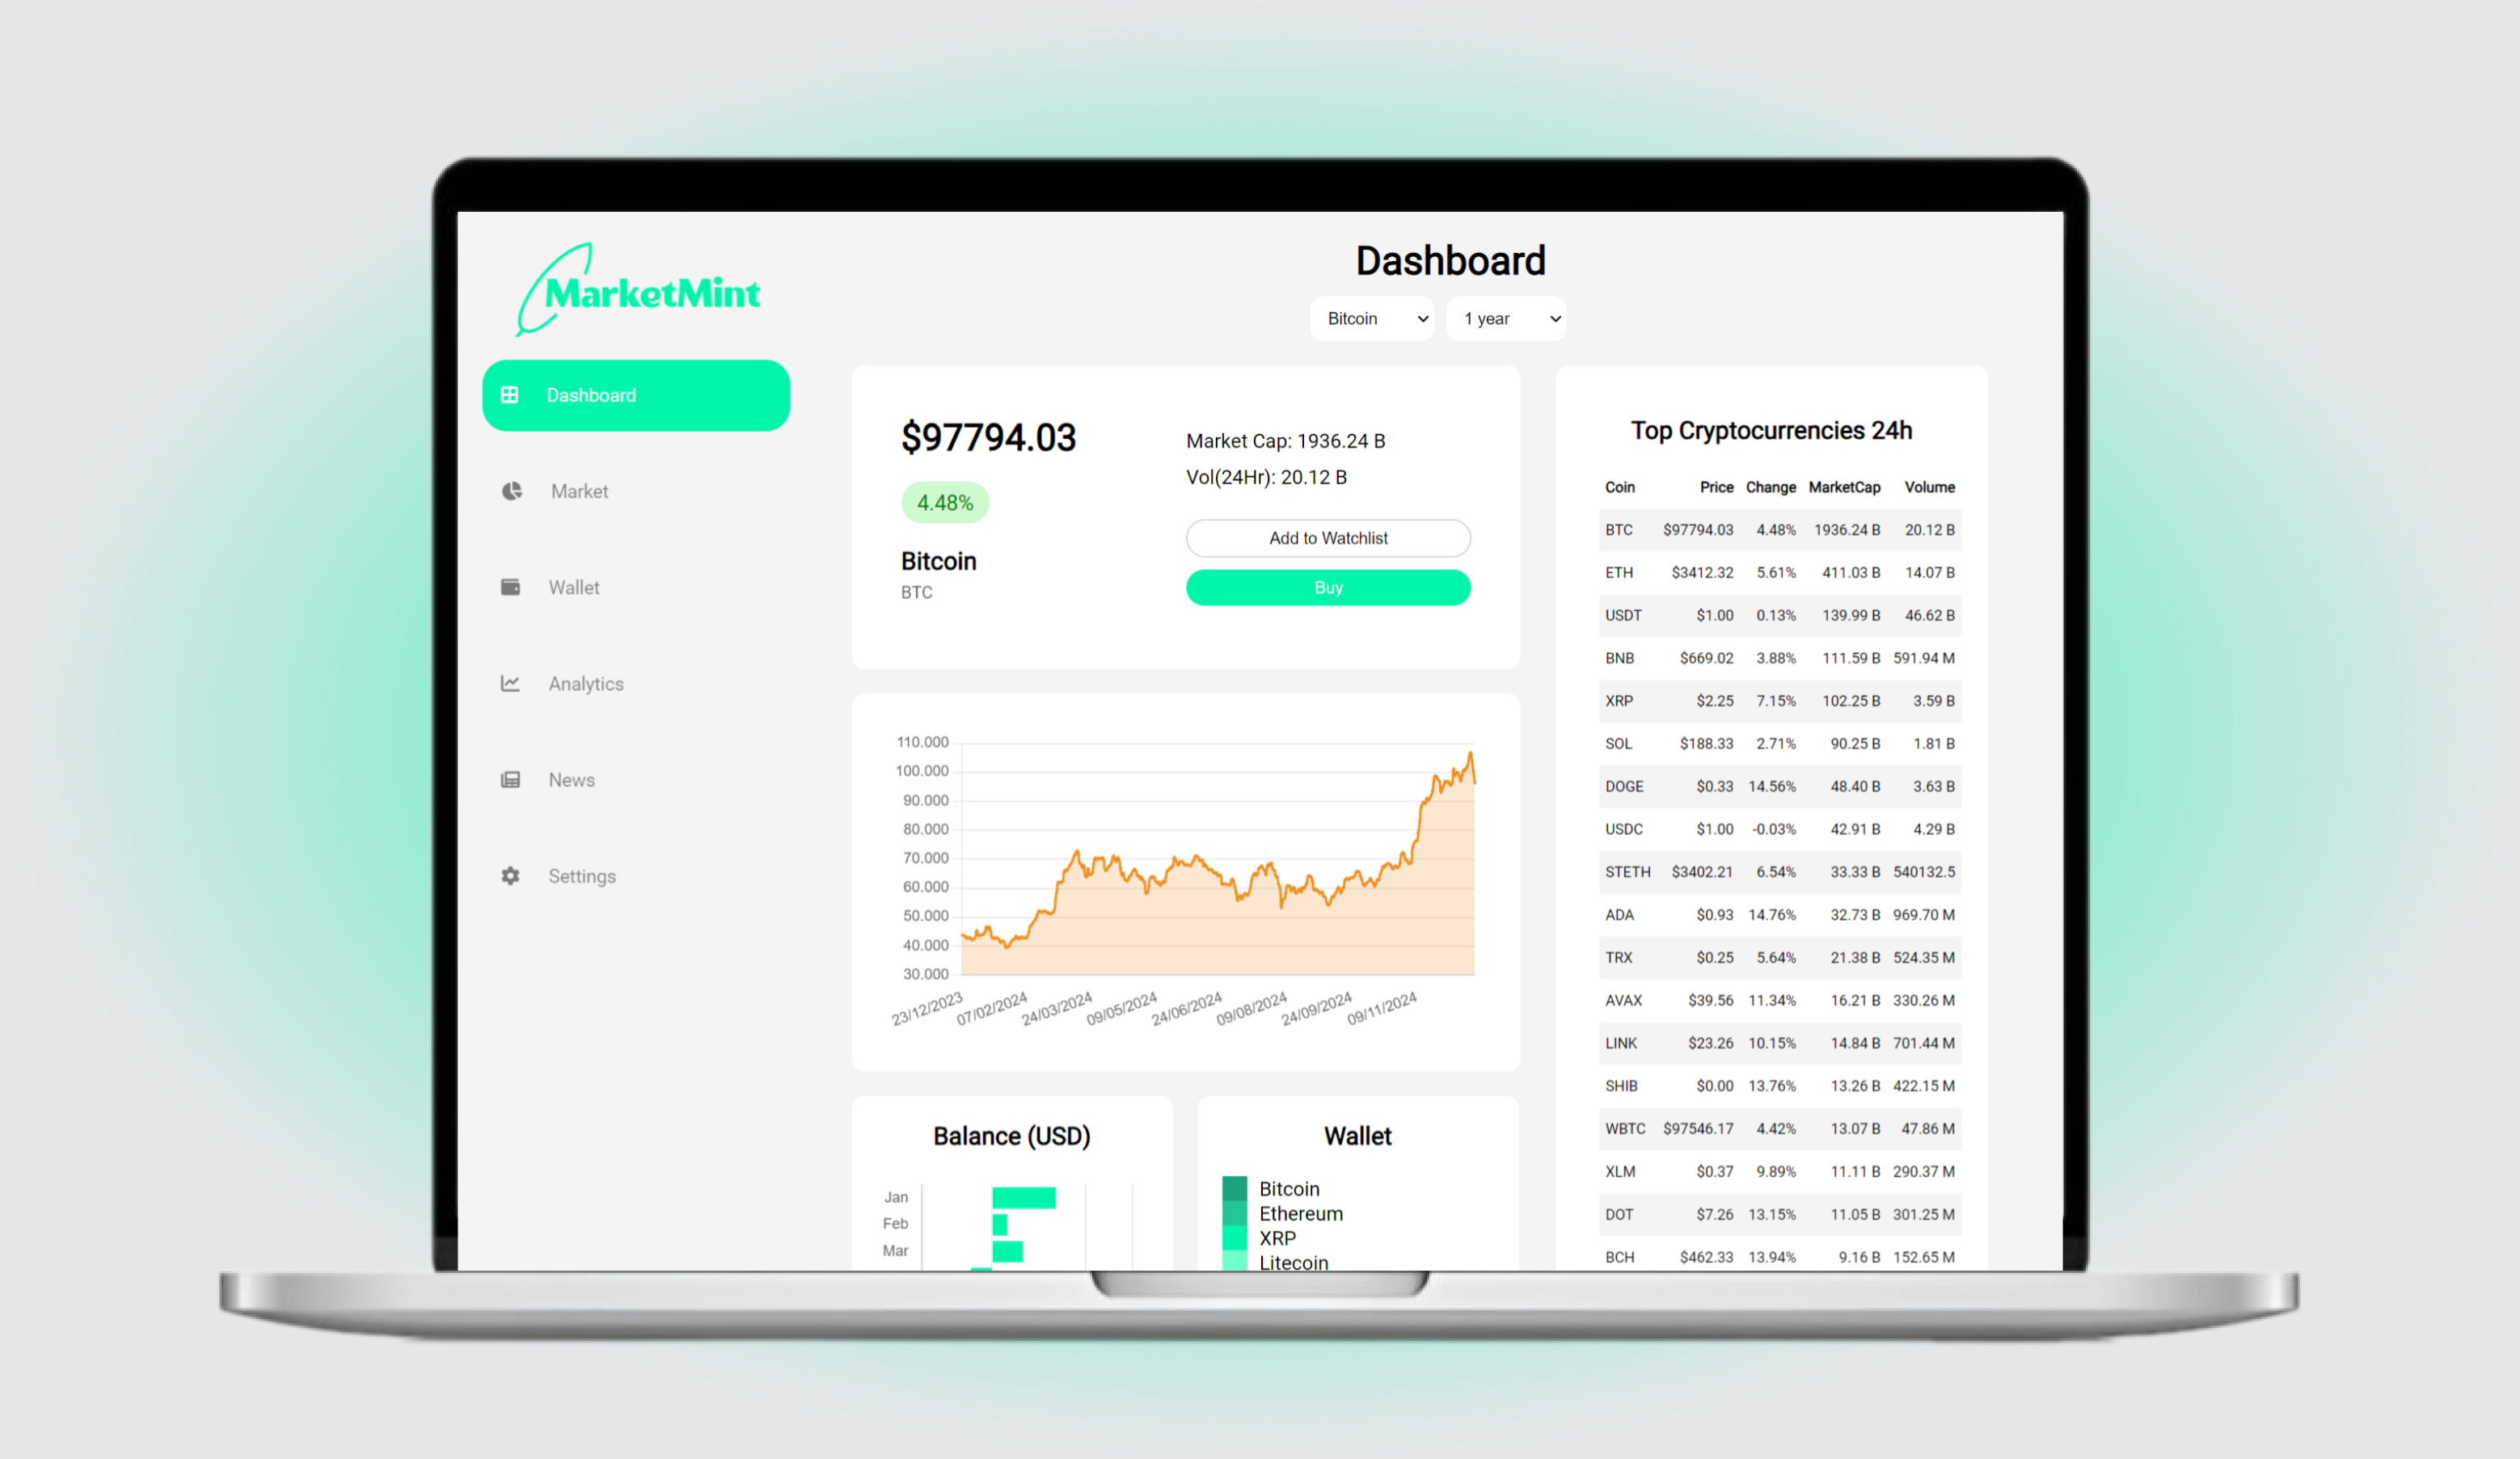 MarketMint
Dashboard
Market
Wallet
Analytics
News
Settings
Dashboard
Bitcoin 1 year
$97794.03
4.48%
Bitcoin
BTC
Market Cap: 1936.24 B
Vol(24Hr): 20.12 B
Add to Watchlist
Buy
110.000
100.000
90.000
80.000
70.000
60.000
50.000
40.000
30.000
23/12/2023 07/02/2024 24/03/2024 09/05/2024 24/06/2024 09/08/2024 24/09/2024 09/11/2024
Balance (USD)
Jan
Feb
Mar
Wallet
Bitcoin
Ethereum
XRP
Litecoin
Top Cryptocurrencies 24h
Coin Price Change MarketCap Volume
BTC $97794.03 4.48% 1936.24 B 20.12 B
ETH $3412.32 5.61% 411.03 B 14.07 B
USDT $1.00 0.13% 139.99 B 46.62 B
BNB $669.02 3.88% 111.59 B 591.94 M
XRP $2.25 7.15% 102.25 B 3.59 B
SOL $188.33 2.71% 90.25 B 1.81 B
DOGE $0.33 14.56% 48.40 B 3.63 B
USDC $1.00 -0.03% 42.91 B 4.29 B
STETH $3402.21 6.54% 33.33 B 540132.5
ADA $0.93 14.76% 32.73 B 969.70 M
TRX $0.25 5.64% 21.38 B 524.35 M
AVAX $39.56 11.34% 16.21 B 330.26 M
LINK $23.26 10.15% 14.84 B 701.44 M
SHIB $0.00 13.76% 13.26 B 422.15 M
WBTC $97546.17 4.42% 13.07 B 47.86 M
XLM $0.37 9.89% 11.11 B 290.37 M
DOT $7.26 13.15% 11.05 B 301.25 M
BCH $462.33 13.94% 9.16 B 152.65 M